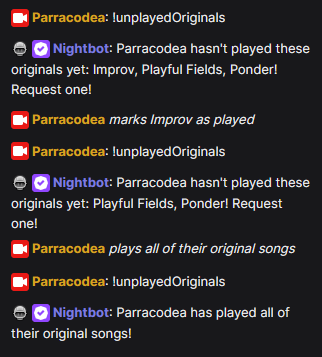 Parracodea: !unplayedOriginals
Nightbot: Parracodea hasn't played these
originals yet: Improv, Playful Fields, Ponder!
Request one!
Parracodea marks Improv as played
Parracodea: !unplayedOriginals
Nightbot: Parracodea hasn't played these
originals yet: Playful Fields, Ponder! Request
one!
Parracodea plays all of their original songs
Parracodea: !unplayedOriginals
Nightbot: Parracodea has played all of
their original songs!